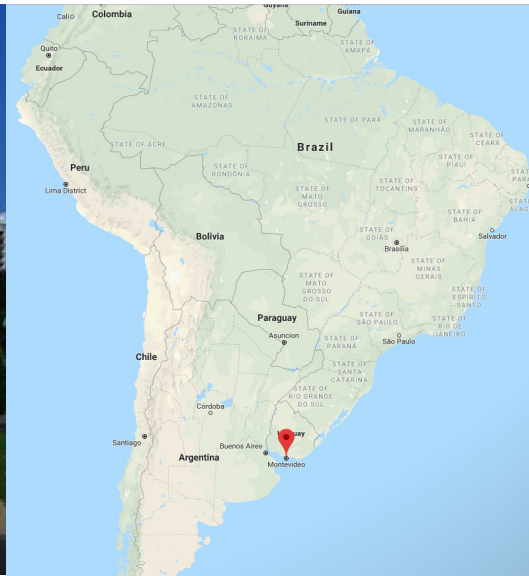 Calio
Colombia
Guyana
Guiana
Suriname
STATE OF
RORAIMA
STATE OF
AMAPÁ
Quito
Ecuador
STATE OF
AMAZONAS
STATE OF PARÁ
STATE OF
MARANHÃO
STATE OF
CEARÁ
STATE OF ACRE
Brazil
STATE OF
PIAUÍ
Peru
STATE OF
RONDÔNIA
STATE OF
TOCANTINS
Lima District
STATE OF
MATO
GROSSO
STATE OF
BAHIA
Salvador
Bolivia
STATE OF
GOIÁS
Brasília
STATE OF
MINAS
GERAIS
STATE OF
MATO
GROSSO
DO SUL
STATE OF
ESPÍRITO
SANTO
Paraguay
STATE OF
SÃO PAULO
STATE OF
RIO DE
JANEIRO
Asuncion
STATE OF
PARANÁ
São Paulo
Chile
STATE OF
SANTA
CATARINA
STATE OF
RIO GRANDE
DO SUL
Córdoba
Santiago
Buenos Aires
Argentina
Montevideo